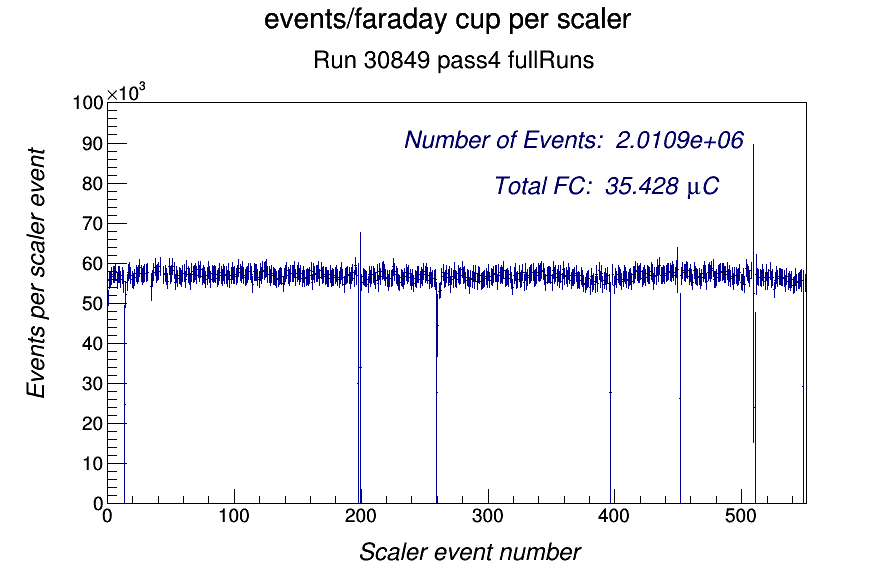 events/faraday cup per scaler
Run 30849 pass4 fullRuns
×10³
100
90
80
70
60
50
40
30
20
10
0
Events per scaler event
Number of Events: 2.0109e+06
Total FC: 35.428 μC
0 100 200 300 400 500
Scaler event number